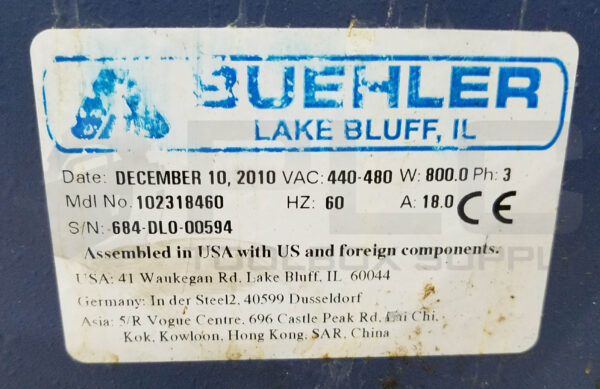 BUEHLER
LAKE BLUFF, IL
Date: DECEMBER 10, 2010 VAC: 440-480 W: 800.0 Ph: 3
Mdl No. 102318460 HZ: 60 A: 18.0 CE
S/N: 684-DLO-00594
Assembled in USA with US and foreign components.
USA: 41 Waukegan Rd, Lake Bluff, IL 60044
Germany: In der Steel2, 40599 Dusseldorf
Asia: 5/R Vogue Centre, 696 Castle Peak Rd, Chi,
Kok, Kowloon, Hong Kong, SAR, China